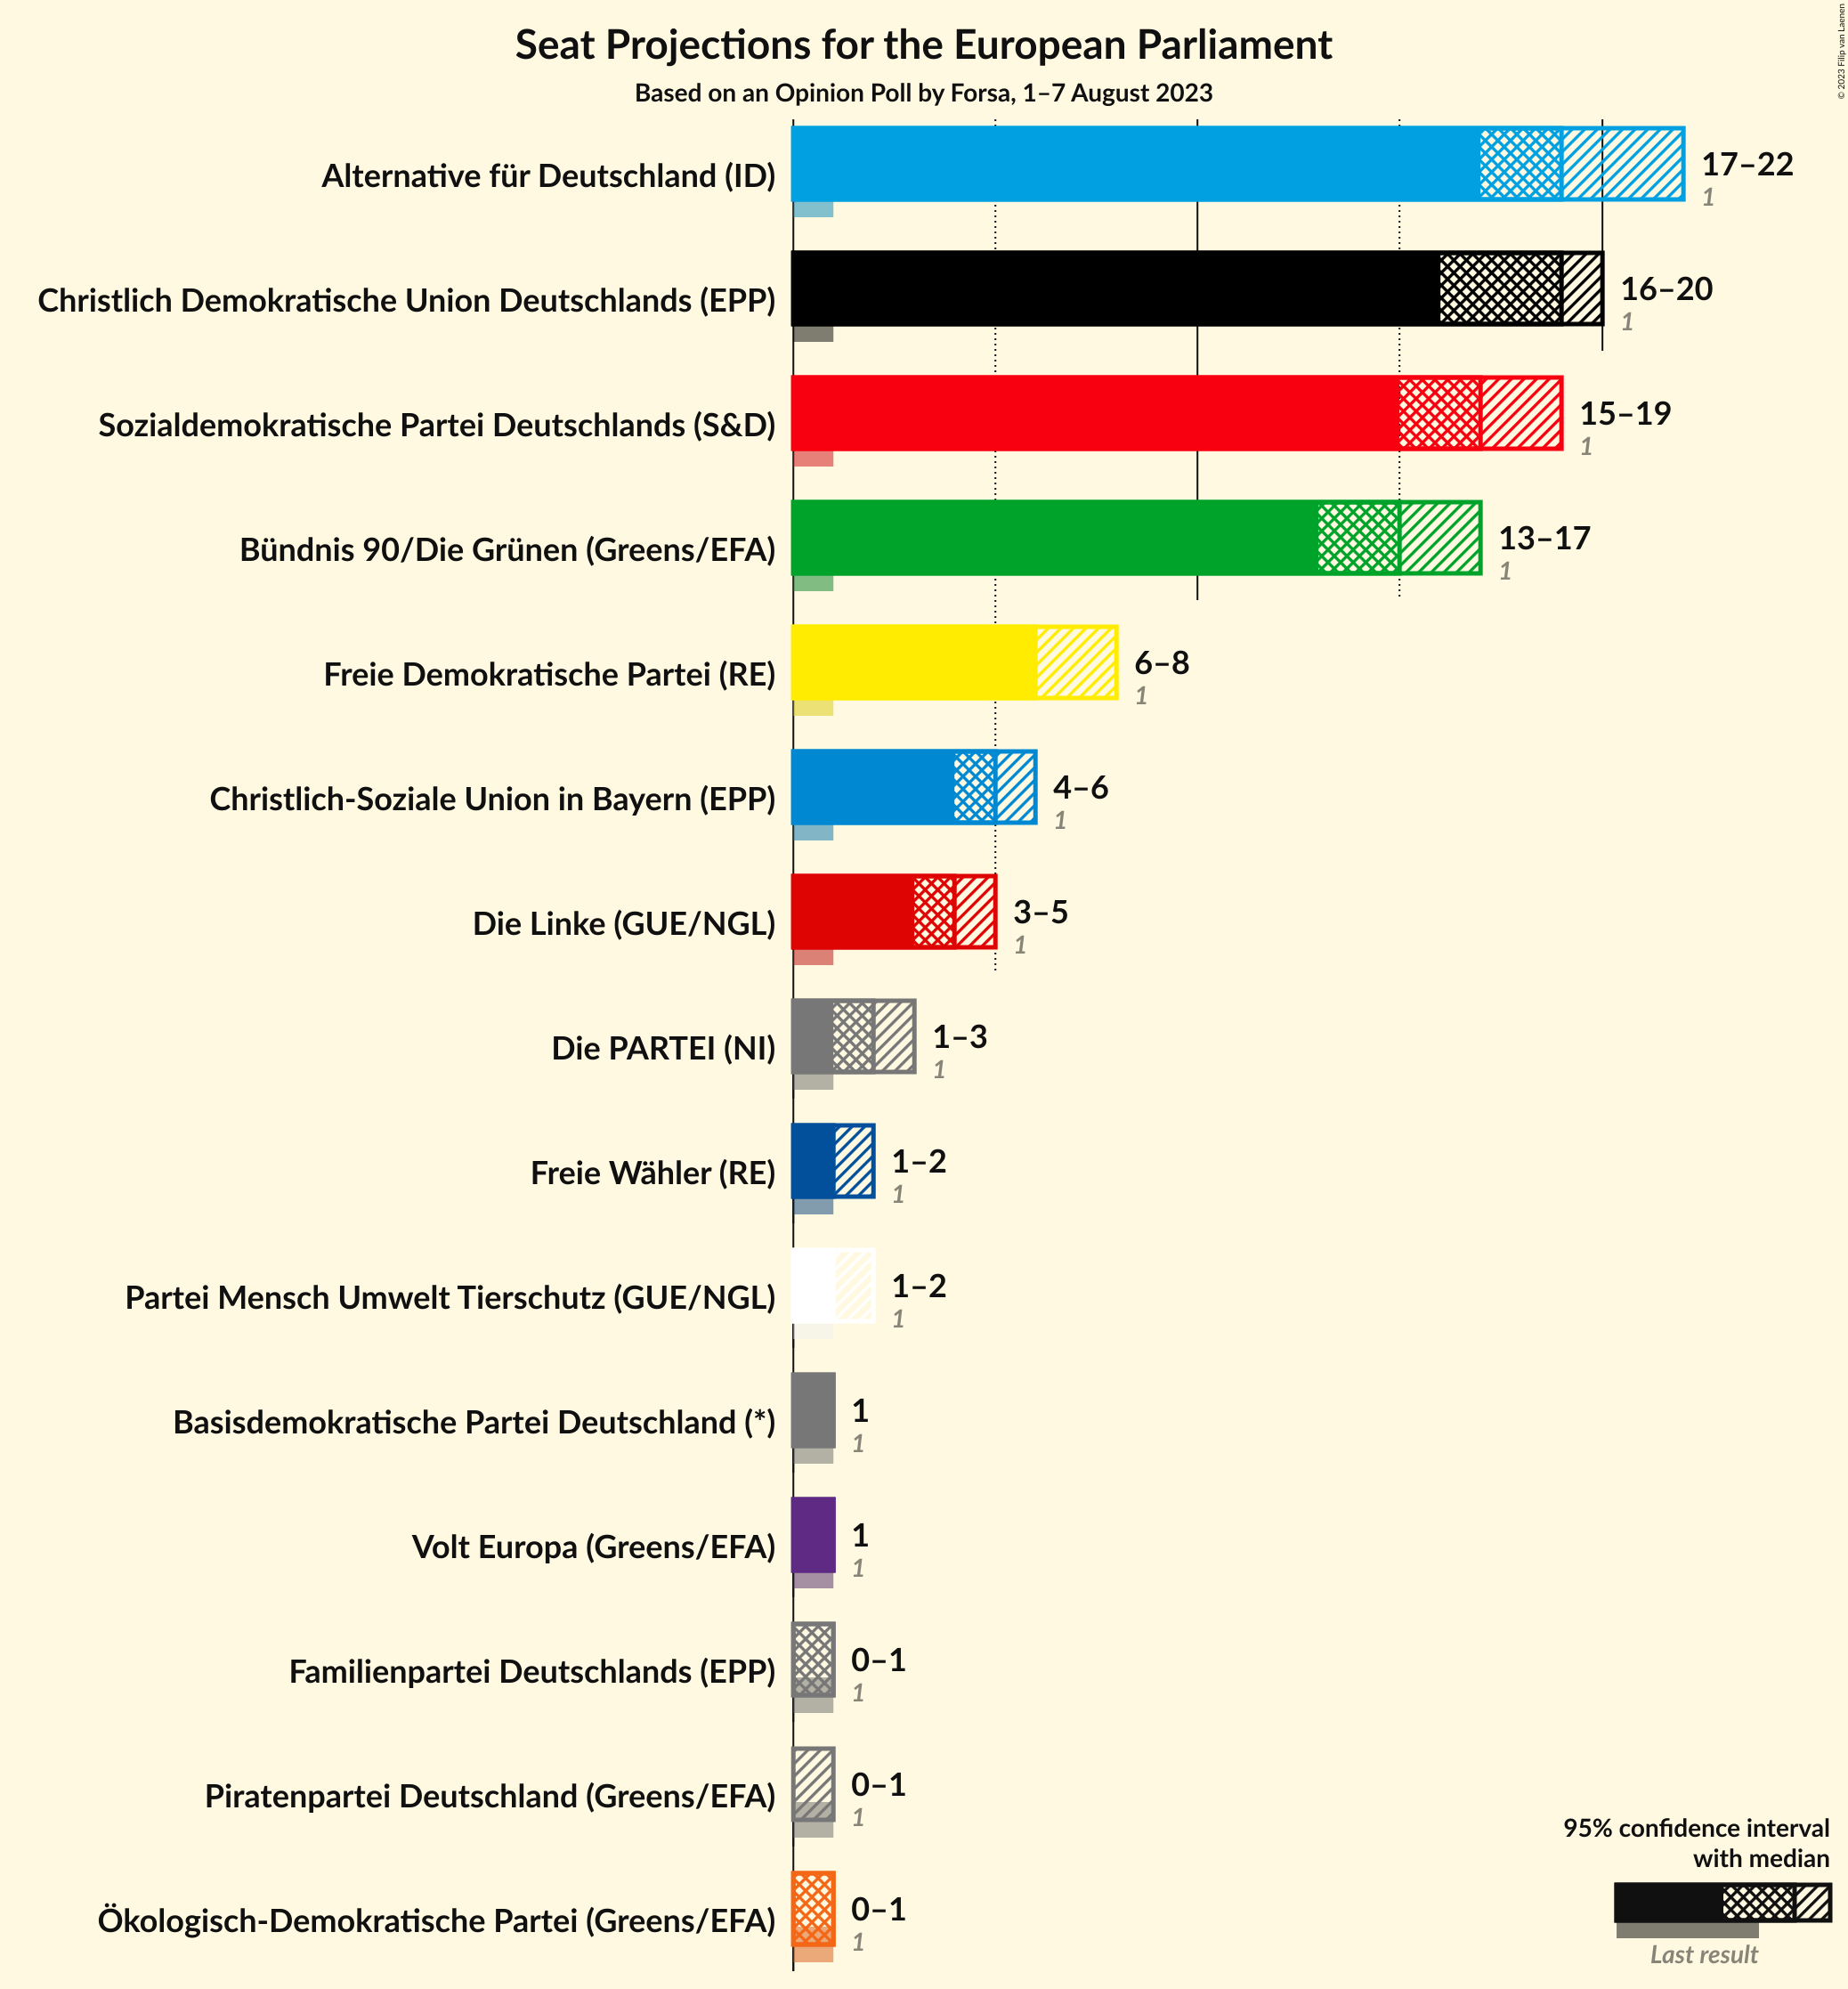 Seat Projections for the European Parliament
Based on an Opinion Poll by Forsa, 1–7 August 2023
© 2023 Filip van Laenen
Alternative für Deutschland (ID)
17–22
1
Christlich Demokratische Union Deutschlands (EPP)
16–20
1
Sozialdemokratische Partei Deutschlands (S&D)
15–19
1
Bündnis 90/Die Grünen (Greens/EFA)
13–17
1
Freie Demokratische Partei (RE)
6–8
1
Christlich-Soziale Union in Bayern (EPP)
4–6
1
Die Linke (GUE/NGL)
3–5
1
Die PARTEI (NI)
1–3
1
Freie Wähler (RE)
1–2
1
Partei Mensch Umwelt Tierschutz (GUE/NGL)
1–2
1
Basisdemokratische Partei Deutschland (*)
1
1
Volt Europa (Greens/EFA)
1
1
Familienpartei Deutschlands (EPP)
0–1
1
Piratenpartei Deutschland (Greens/EFA)
0–1
1
Ökologisch-Demokratische Partei (Greens/EFA)
0–1
1
95% confidence interval
with median
Last result